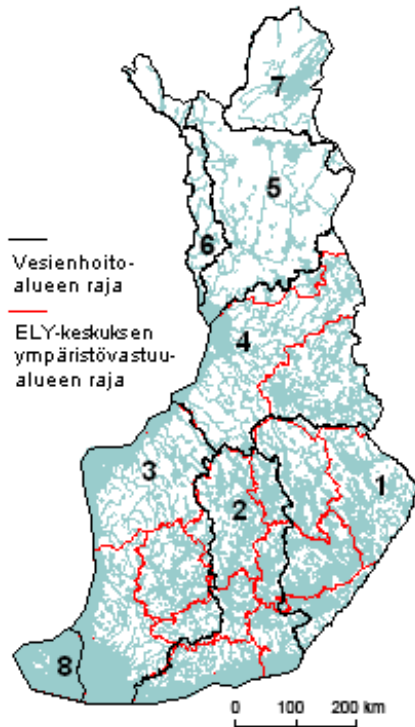 7
5
6
Vesienhoito-
alueen raja
ELY-keskuksen
ympäristövastuu-
alueen raja
4
3
1
2
8
0 100 200 km